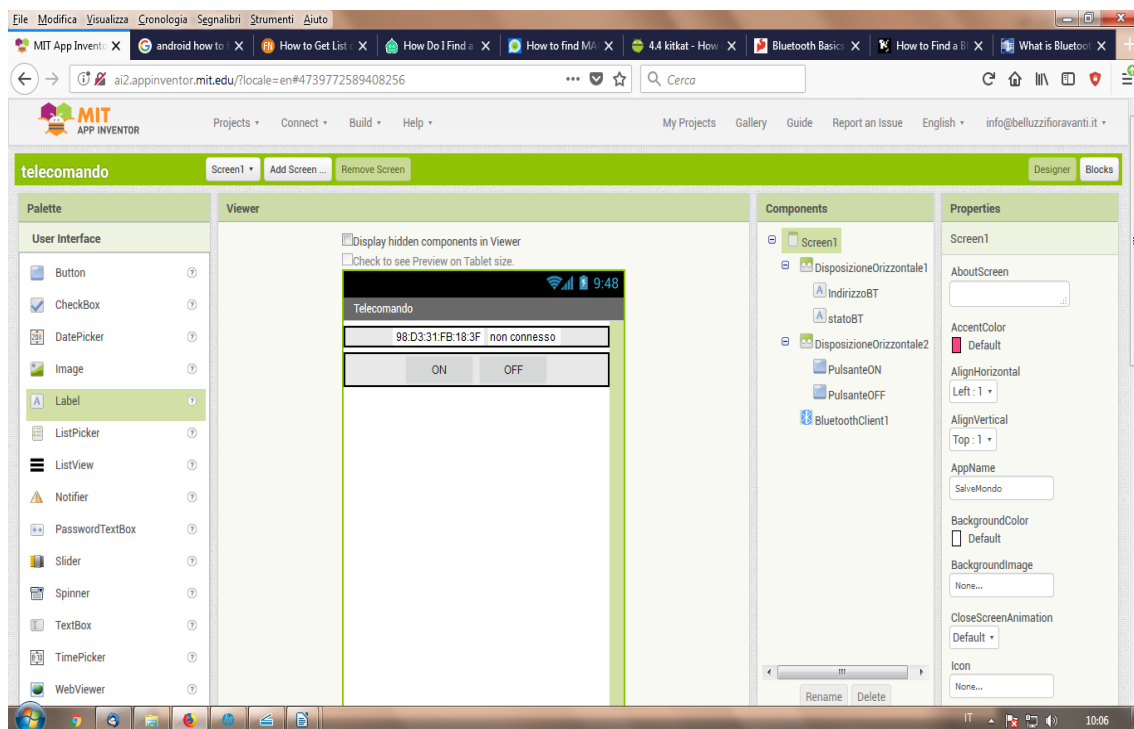 File Modifica Visualizza Cronologia Segnalibri Strumenti Aiuto
MIT App Invento
android how to f
How to Get List
How Do I Find a
How to find MA
4.4 kitkat - How
Bluetooth Basics
How to Find a B
What is Bluetoot
ai2.appinventor.mit.edu/?locale=en#4739772589408256
Cerca
MIT
APP INVENTOR
Projects Connect Build Help
My Projects Gallery Guide Report an Issue English info@belluzzifioravanti.it
telecomando
Screen1 Add Screen ... Remove Screen
Designer Blocks
Palette
User Interface
Button
CheckBox
DatePicker
Image
Label
ListPicker
ListView
Notifier
PasswordTextBox
Slider
Spinner
TextBox
TimePicker
WebViewer
Viewer
Display hidden components in Viewer
Check to see Preview on Tablet size.
9:48
Telecomando
98:D3:31:FB:18:3F non connesso
ON OFF
Components
Screen1
DisposizioneOrizzontale1
IndirizzoBT
statoBT
DisposizioneOrizzontale2
PulsanteON
PulsanteOFF
BluetoothClient1
Rename Delete
Properties
Screen1
AboutScreen
AccentColor
Default
AlignHorizontal
Left : 1
AlignVertical
Top : 1
AppName
SalveMondo
BackgroundColor
Default
BackgroundImage
None...
CloseScreenAnimation
Default
Icon
None...
IT
10:06